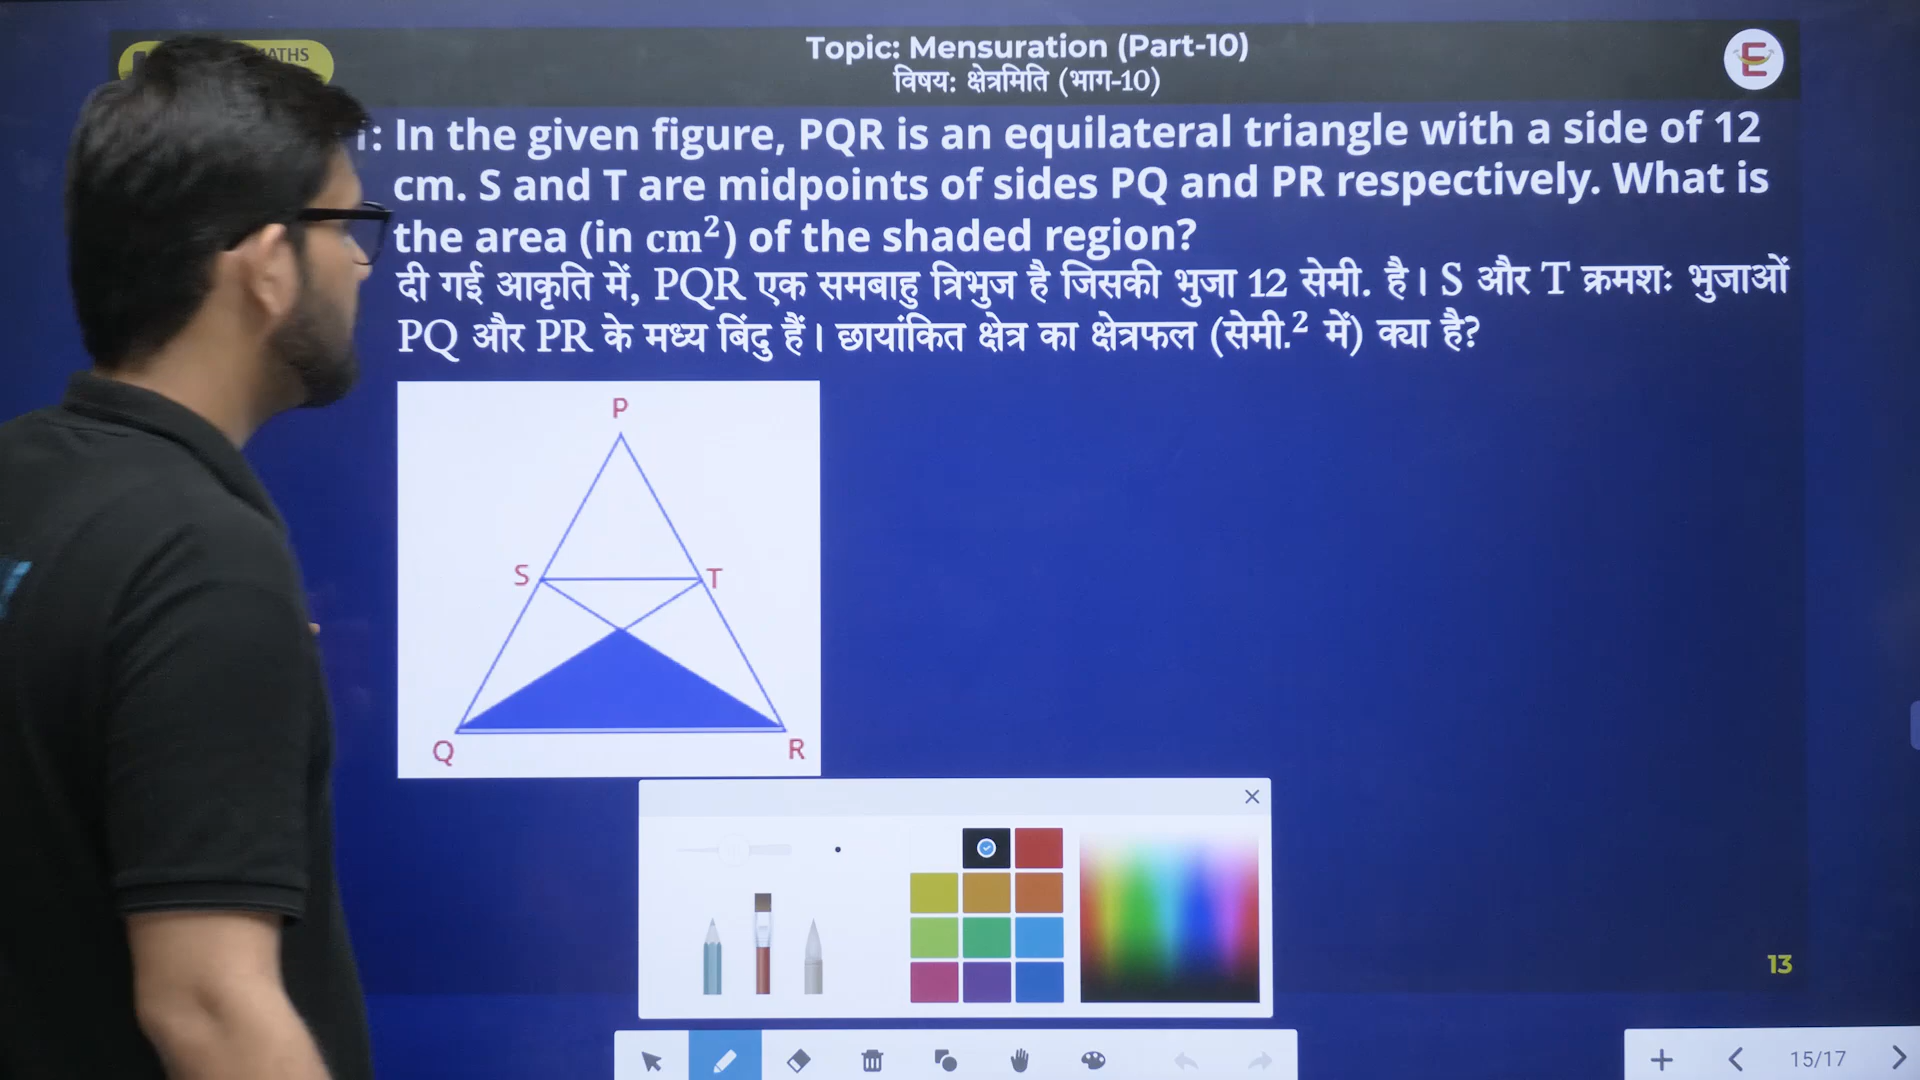 MATHS
Topic: Mensuration (Part-10)
विषय: क्षेत्रमिति (भाग-10)
E
: In the given figure, PQR is an equilateral triangle with a side of 12
cm. S and T are midpoints of sides PQ and PR respectively. What is
the area (in cm²) of the shaded region?
दी गई आकृति में, PQR एक समबाहु त्रिभुज है जिसकी भुजा 12 सेमी. है। S और T क्रमशः भुजाओं
PQ और PR के मध्य बिंदु हैं। छायांकित क्षेत्र का क्षेत्रफल (सेमी.² में) क्या है?
P
S T
Q R
13
15/17